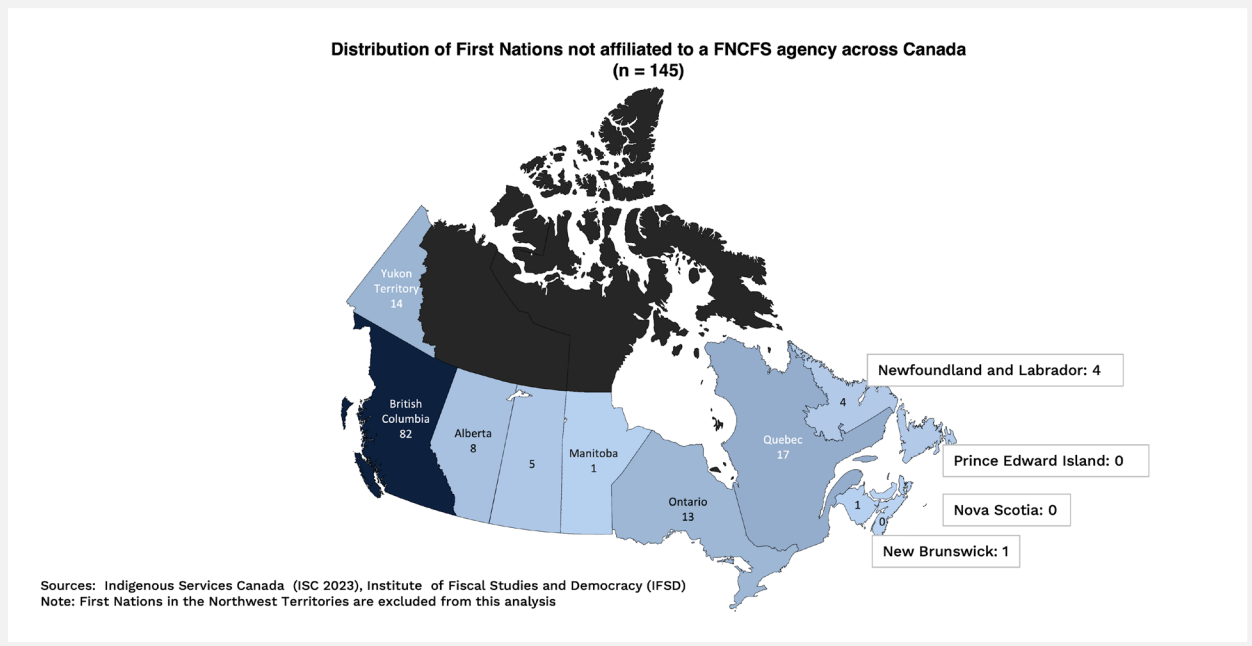 Distribution of First Nations not affiliated to a FNCFS agency across Canada
(n = 145)
Yukon
Territory
14
British
Columbia
82
Alberta
8
5
Manitoba
1
Ontario
13
Quebec
17
4
Newfoundland and Labrador: 4
Prince Edward Island: 0
1
0
Nova Scotia: 0
New Brunswick: 1
Sources:  Indigenous Services Canada  (ISC 2023), Institute  of Fiscal Studies and Democracy (IFSD)
Note: First Nations in the Northwest Territories are excluded from this analysis